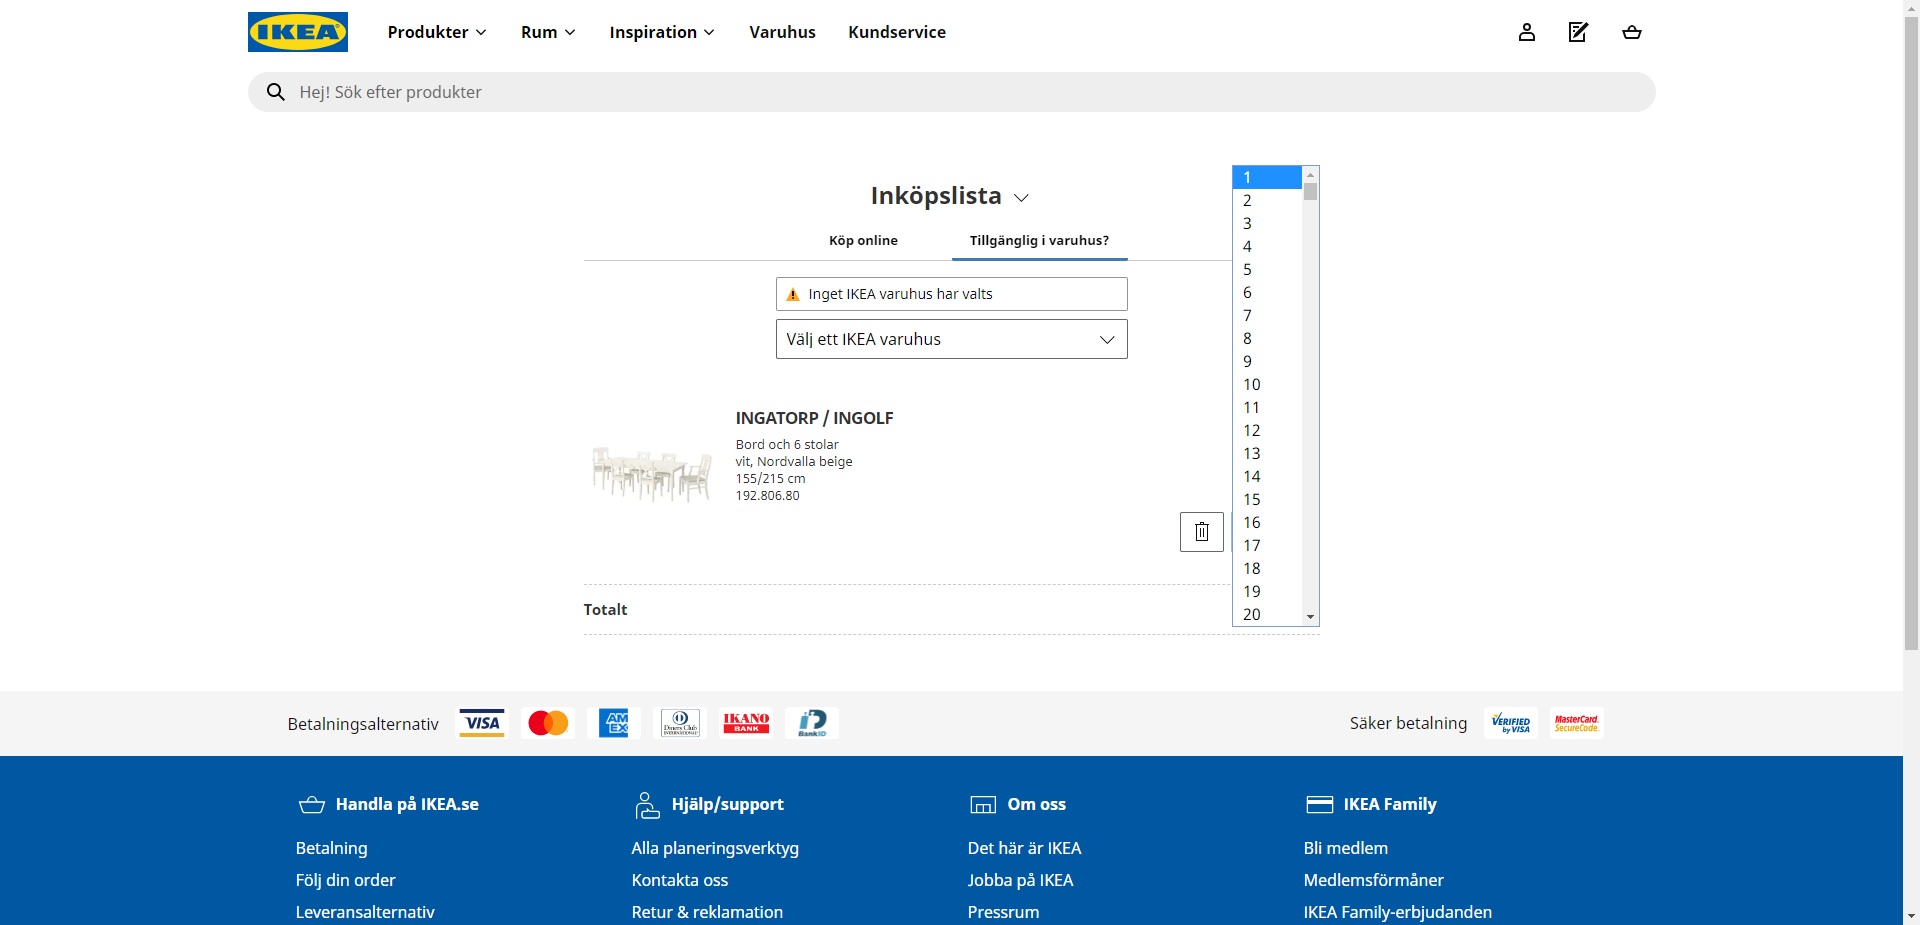 IKEA
Produkter
Rum
Inspiration
Varuhus
Kundservice
Hej! Sök efter produkter
Inköpslista
Köp online
Tillgänglig i varuhus?
Inget IKEA varuhus har valts
Välj ett IKEA varuhus
INGATORP / INGOLF
Bord och 6 stolar
vit, Nordvalla beige
155/215 cm
192.806.80
1
2
3
4
5
6
7
8
9
10
11
12
13
14
15
16
17
18
19
20
Totalt
Betalningsalternativ
VISA
AM
EX
Diners Club
INTERNATIONAL
IKANO
BANK
BankID
Säker betalning
VERIFIED
by VISA
MasterCard.
SecureCode.
Handla på IKEA.se
Betalning
Följ din order
Leveransalternativ
Hjälp/support
Alla planeringsverktyg
Kontakta oss
Retur & reklamation
Om oss
Det här är IKEA
Jobba på IKEA
Pressrum
IKEA Family
Bli medlem
Medlemsförmåner
IKEA Family-erbjudanden